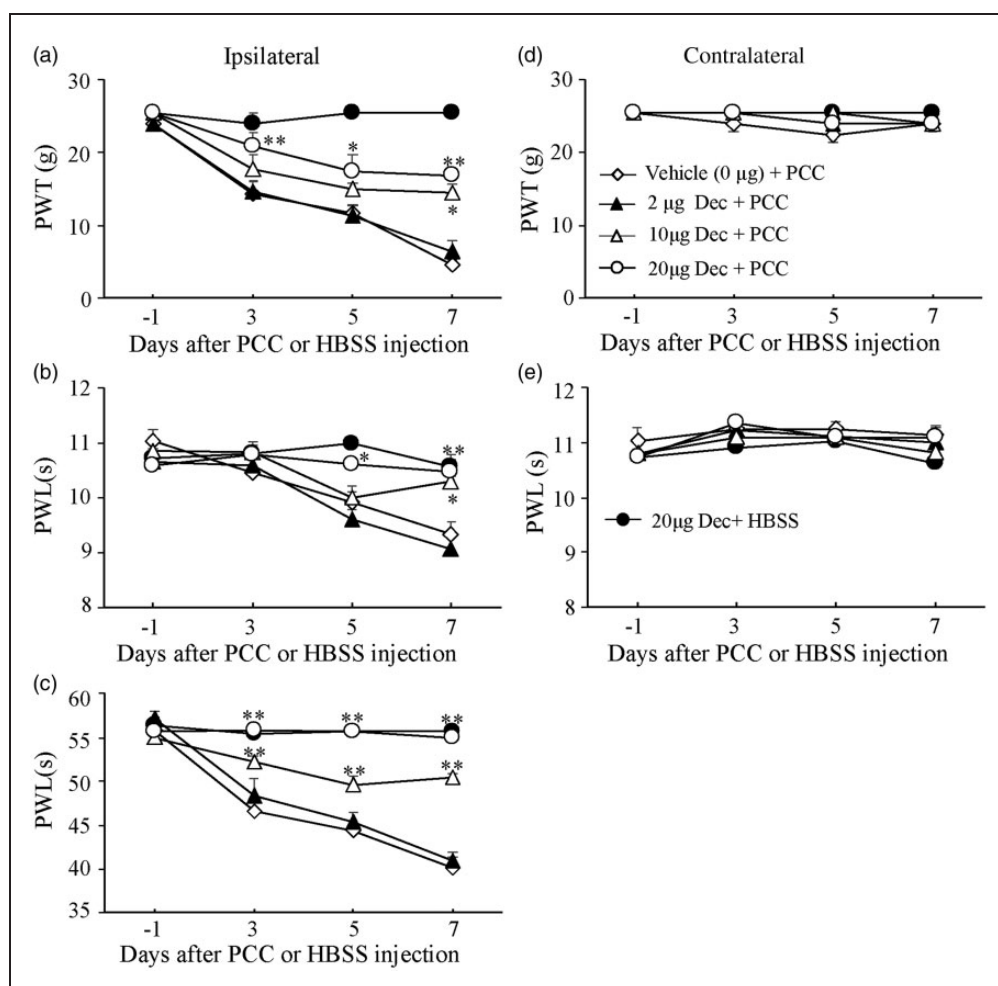 (a)
Ipsilateral
30
20
10
0
PWT (g)
**
*
**
*
-1 3 5 7
Days after PCC or HBSS injection
(d)
Contralateral
30
20
10
0
PWT (g)
Vehicle (0 µg) + PCC
2 µg Dec + PCC
10µg Dec + PCC
20µg Dec + PCC
-1 3 5 7
Days after PCC or HBSS injection
(b)
12
11
10
9
8
PWL(s)
*
**
*
-1 3 5 7
Days after PCC or HBSS injection
(e)
12
11
10
9
8
PWL (s)
20µg Dec+ HBSS
-1 3 5 7
Days after PCC or HBSS injection
(c)
60
55
50
45
40
35
PWL(s)
** ** **
** ** **
-1 3 5 7
Days after PCC or HBSS injection